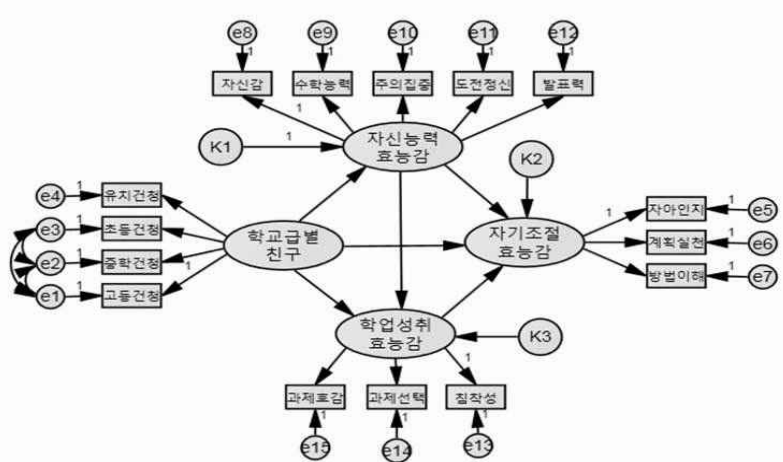 e8 e9 e10 e11 e12
1 1 1 1 1
자신감 수학능력 주의집중 도전정신 발표력
1
K1 1 자신능력
효능감
K2
e4 1 유치건청
e3 1 초등건청
e2 1 중학건청
e1 1 고등건청
1
학교급별
친구
자기조절
효능감
1 자아인지 1 e5
계획실천 1 e6
방법이해 1 e7
학업성취
효능감
K3
1
과제호감 과제선택 침착성
1 1 1
e15 e14 e13